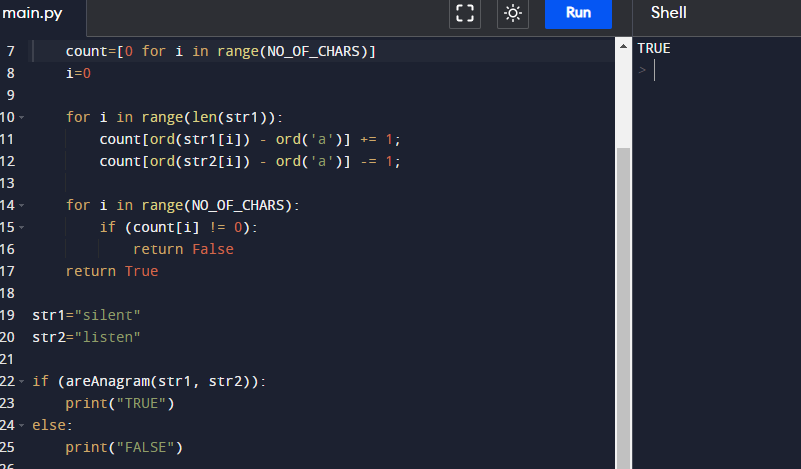 main.py
Run
Shell
7 count=[0 for i in range(NO_OF_CHARS)]
8 i=0
9
10 for i in range(len(str1)):
11 count[ord(str1[i]) - ord('a')] += 1;
12 count[ord(str2[i]) - ord('a')] -= 1;
13
14 for i in range(NO_OF_CHARS):
15 if (count[i] != 0):
16 return False
17 return True
18
19 str1="silent"
20 str2="listen"
21
22 if (areAnagram(str1, str2)):
23 print("TRUE")
24 else:
25 print("FALSE")
26
TRUE
>